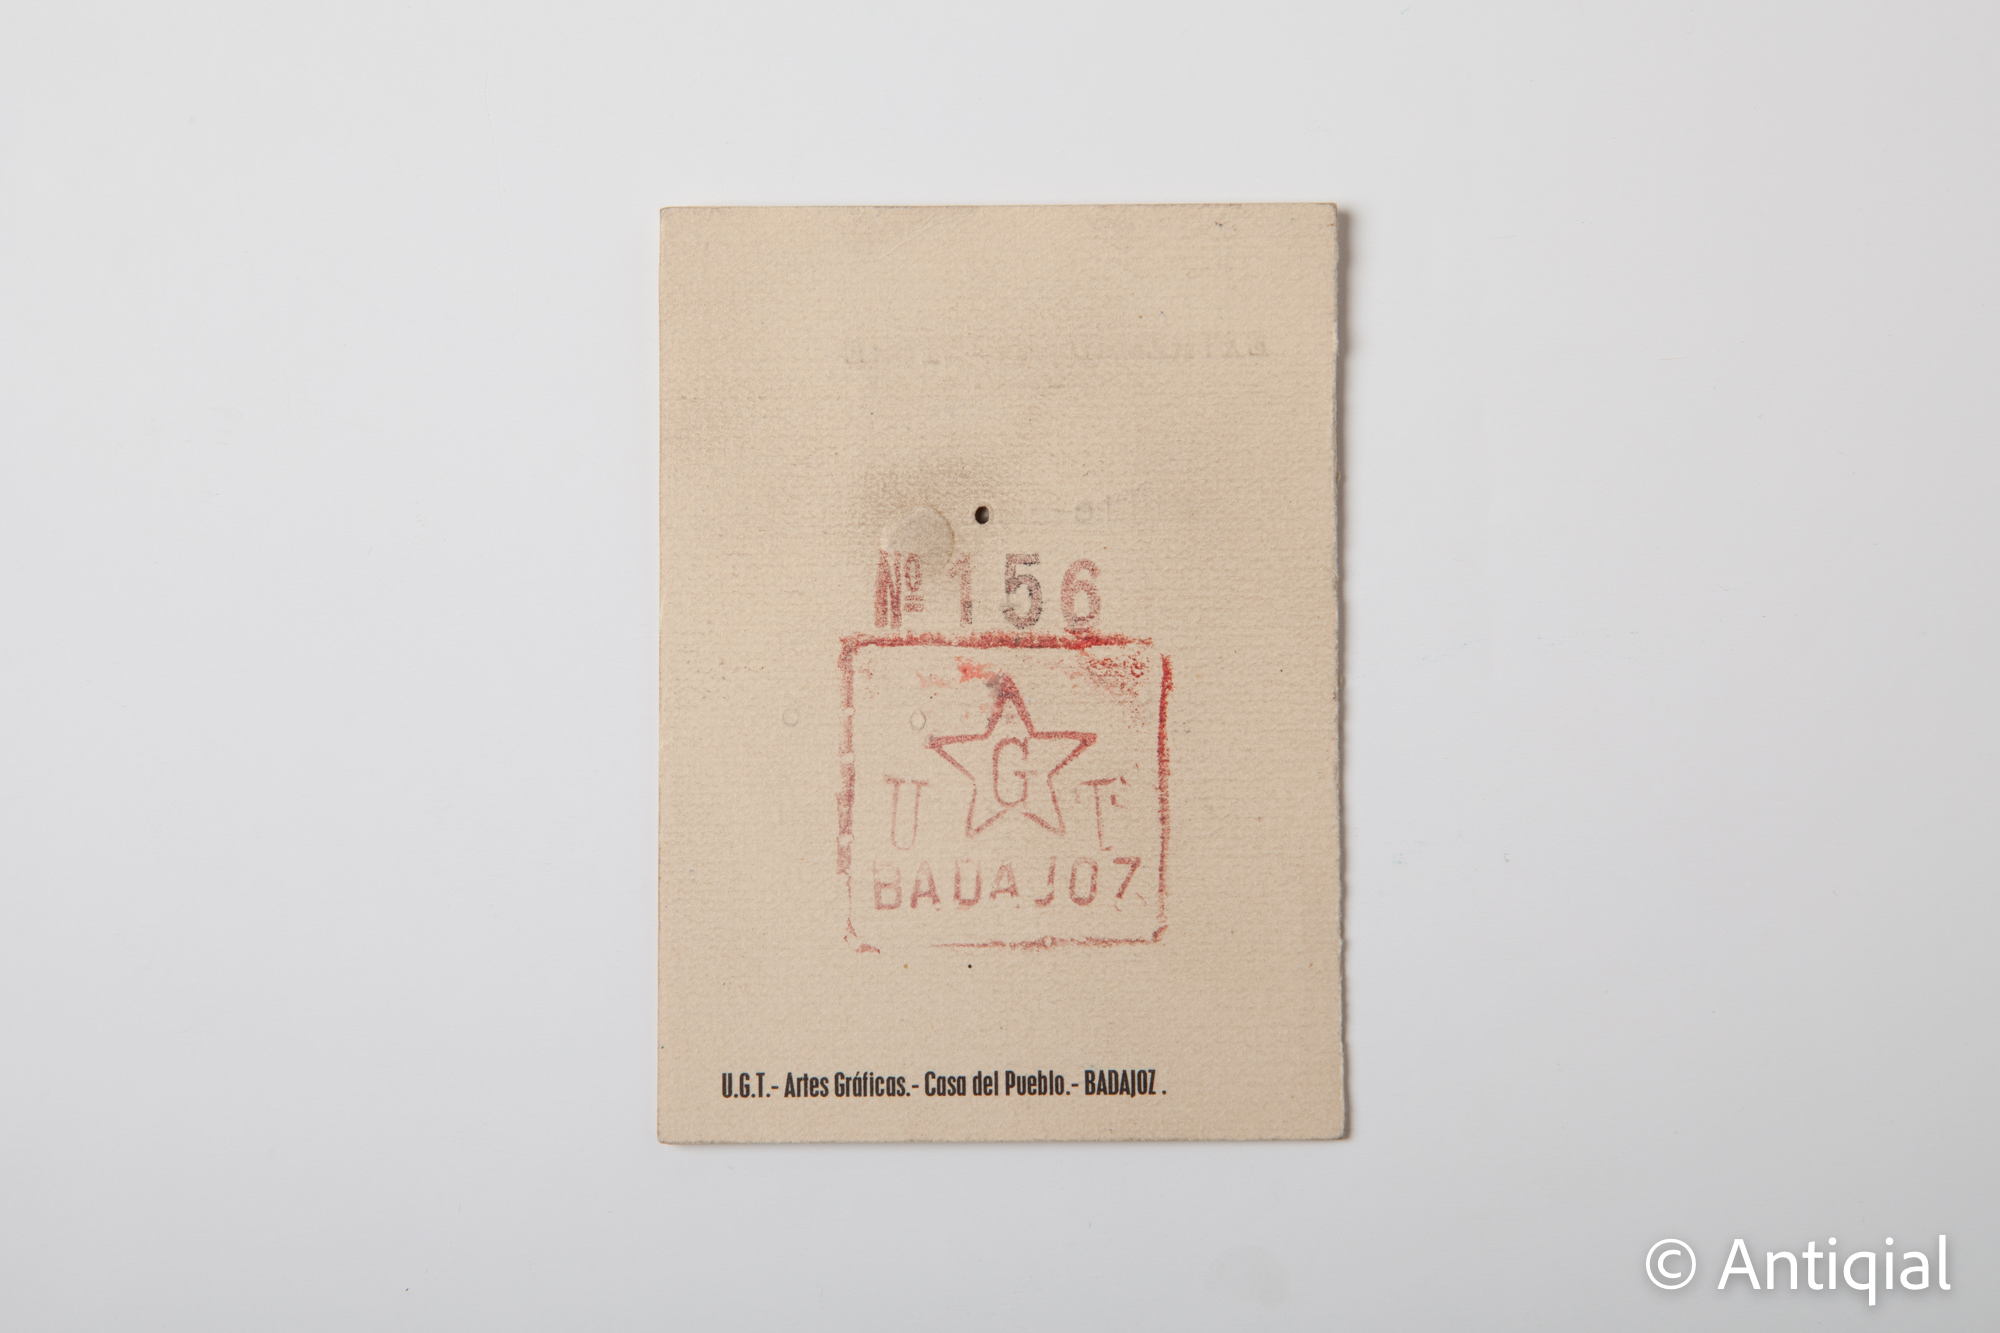 Nº 156
U G T
BADAJOZ
U.G.T.- Artes Gráficas.- Casa del Pueblo.- BADAJOZ .
© Antiqial